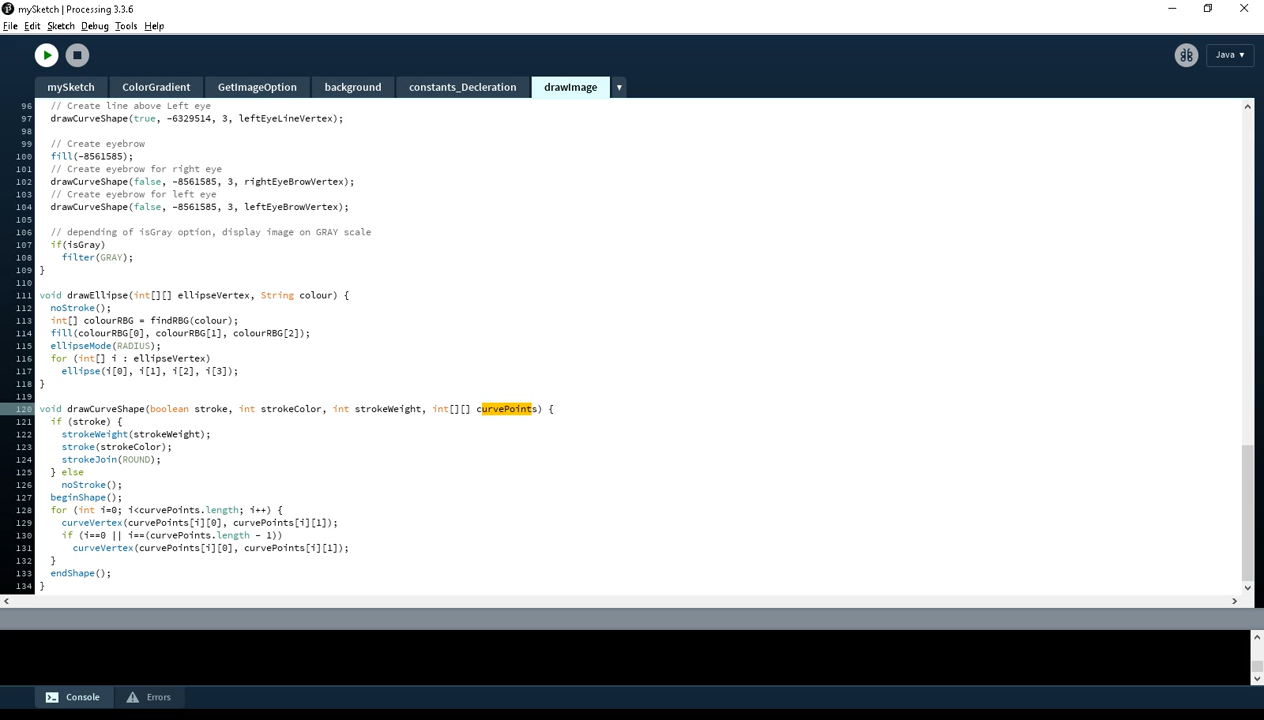 mySketch | Processing 3.3.6
File Edit Sketch Debug Tools Help
Java ▾
mySketch ColorGradient GetImageOption background constants_Decleration drawImage ▾
96 // Create line above Left eye
97 drawCurveShape(true, -6329514, 3, leftEyeLineVertex);
98
99 // Create eyebrow
100 fill(-8561585);
101 // Create eyebrow for right eye
102 drawCurveShape(false, -8561585, 3, rightEyeBrowVertex);
103 // Create eyebrow for left eye
104 drawCurveShape(false, -8561585, 3, leftEyeBrowVertex);
105
106 // depending of isGray option, display image on GRAY scale
107 if(isGray)
108 filter(GRAY);
109 }
110
111 void drawEllipse(int[][] ellipseVertex, String colour) {
112 noStroke();
113 int[] colourRBG = findRBG(colour);
114 fill(colourRBG[0], colourRBG[1], colourRBG[2]);
115 ellipseMode(RADIUS);
116 for (int[] i : ellipseVertex)
117 ellipse(i[0], i[1], i[2], i[3]);
118 }
119
120 void drawCurveShape(boolean stroke, int strokeColor, int strokeWeight, int[][] curvePoints) {
121 if (stroke) {
122 strokeWeight(strokeWeight);
123 stroke(strokeColor);
124 strokeJoin(ROUND);
125 } else
126 noStroke();
127 beginShape();
128 for (int i=0; i<curvePoints.length; i++) {
129 curveVertex(curvePoints[i][0], curvePoints[i][1]);
130 if (i==0 || i==(curvePoints.length - 1))
131 curveVertex(curvePoints[i][0], curvePoints[i][1]);
132 }
133 endShape();
134 }
Console Errors